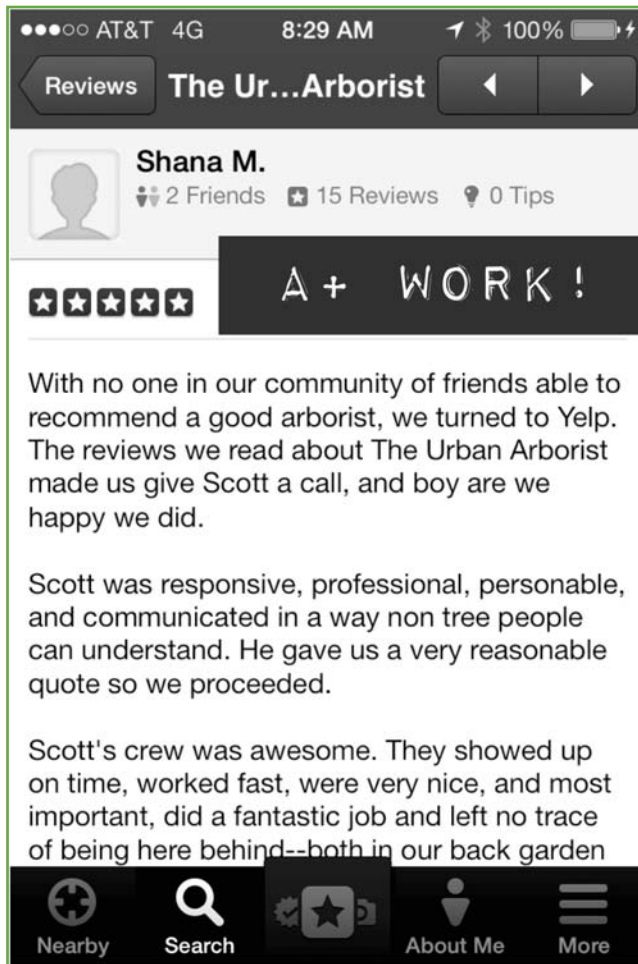 AT&T 4G 8:29 AM 100%
Reviews The Ur...Arborist
Shana M.
2 Friends 15 Reviews 0 Tips
A+ WORK!
With no one in our community of friends able to
recommend a good arborist, we turned to Yelp.
The reviews we read about The Urban Arborist
made us give Scott a call, and boy are we
happy we did.
Scott was responsive, professional, personable,
and communicated in a way non tree people
can understand. He gave us a very reasonable
quote so we proceeded.
Scott's crew was awesome. They showed up
on time, worked fast, were very nice, and most
important, did a fantastic job and left no trace
of being here behind--both in our back garden
Nearby Search About Me More